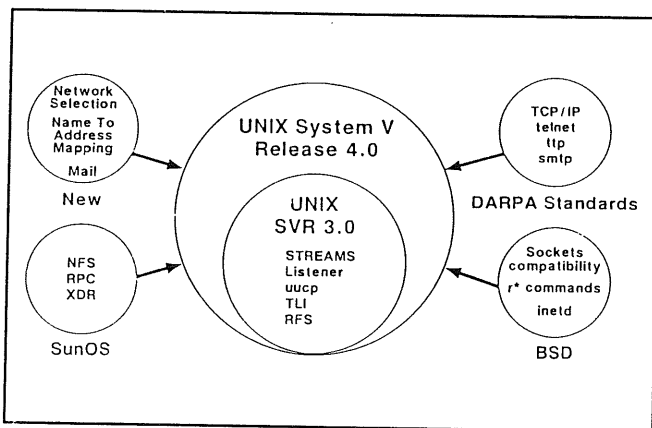 Network
Selection
Name To
Address
Mapping
Mail
New
NFS
RPC
XDR
SunOS
UNIX System V
Release 4.0
UNIX
SVR 3.0
STREAMS
Listener
uucp
TLI
RFS
TCP/IP
telnet
ttp
smtp
DARPA Standards
Sockets
compatibility
r* commands
inetd
BSD